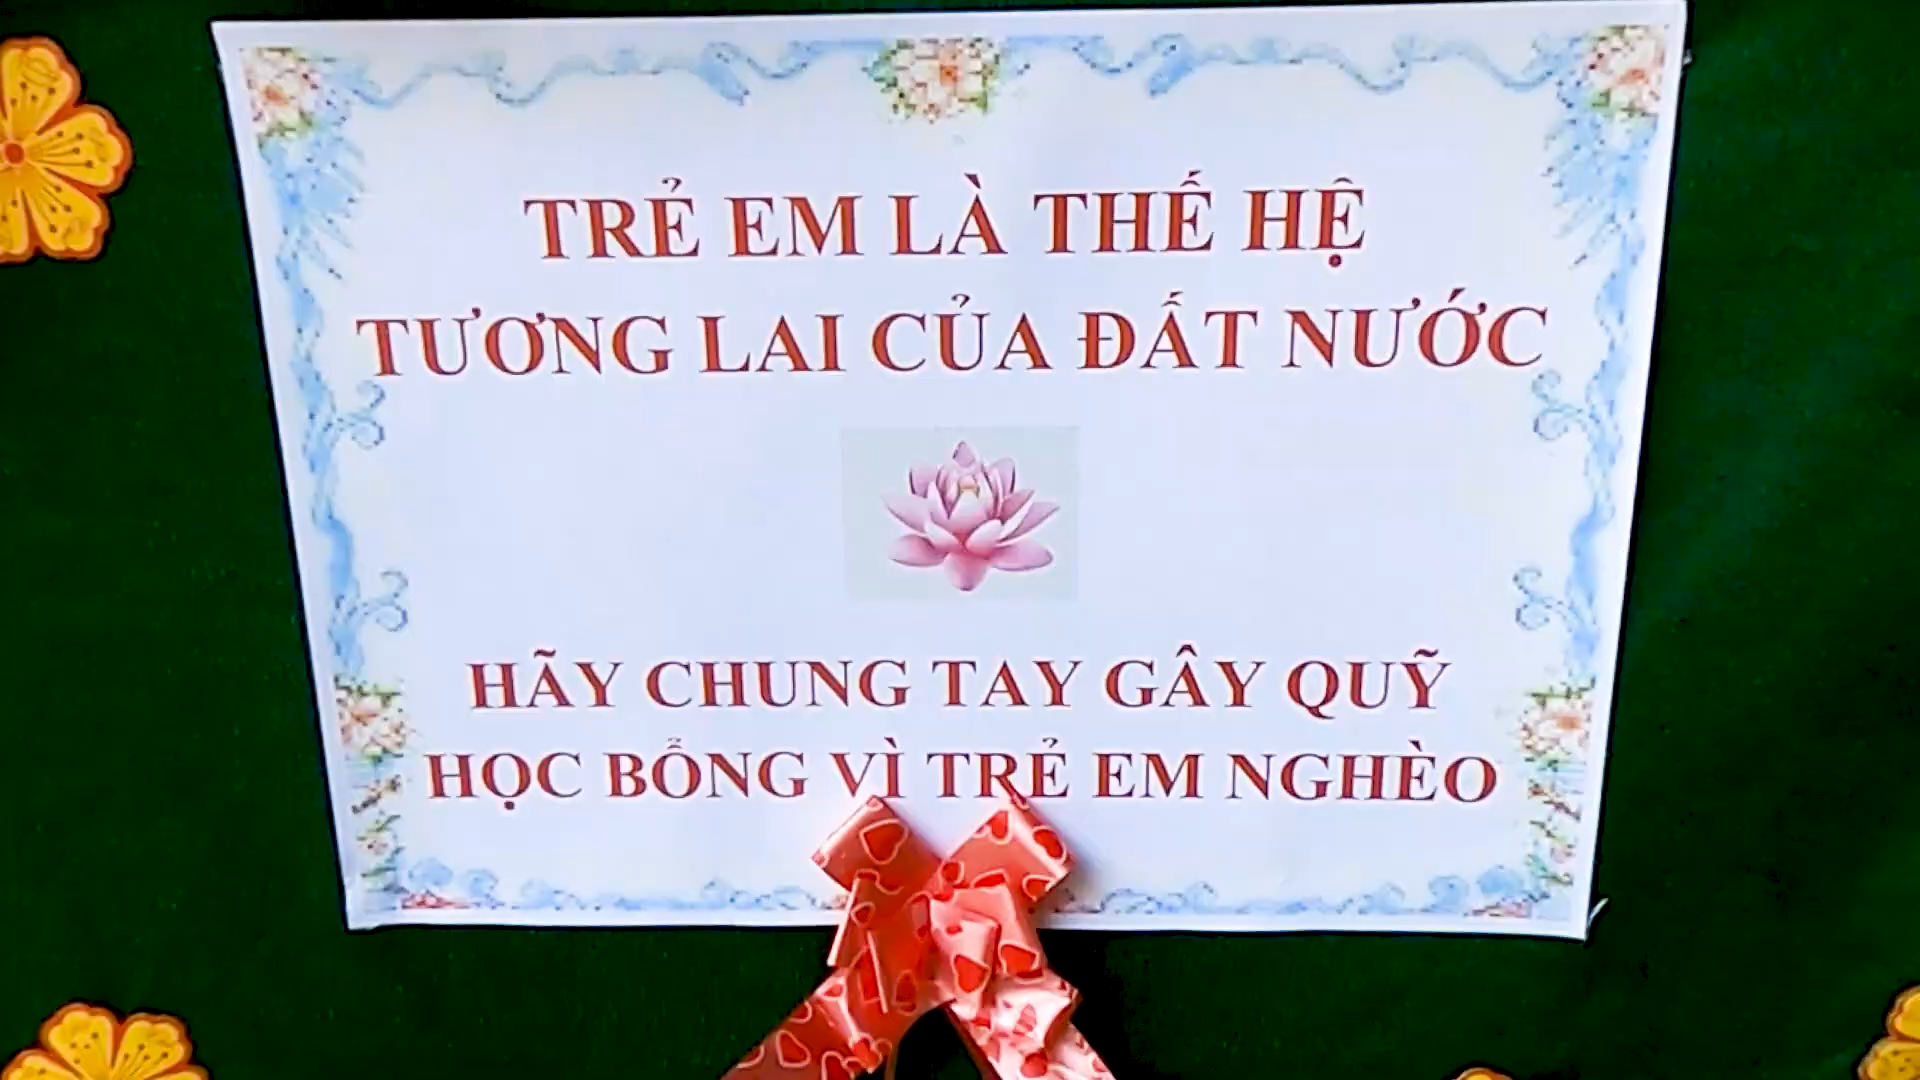 TRẺ EM LÀ THẾ HỆ
TƯƠNG LAI CỦA ĐẤT NƯỚC
HÃY CHUNG TAY GÂY QUỸ
HỌC BỔNG VÌ TRẺ EM NGHÈO